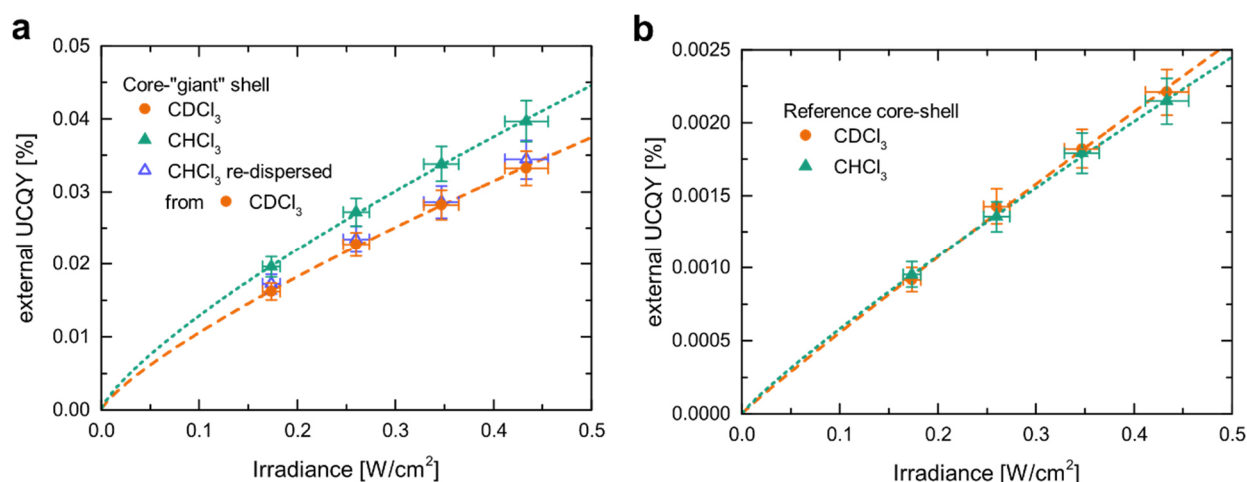 a
external UCQY [%]
0.05
0.04
0.03
0.02
0.01
0.00
Core-"giant" shell
CDCl₃
CHCl₃
CHCl₃ re-dispersed
from CDCl₃
0.0 0.1 0.2 0.3 0.4 0.5
Irradiance [W/cm²]
b
external UCQY [%]
0.0025
0.0020
0.0015
0.0010
0.0005
0.0000
Reference core-shell
CDCl₃
CHCl₃
0.0 0.1 0.2 0.3 0.4 0.5
Irradiance [W/cm²]